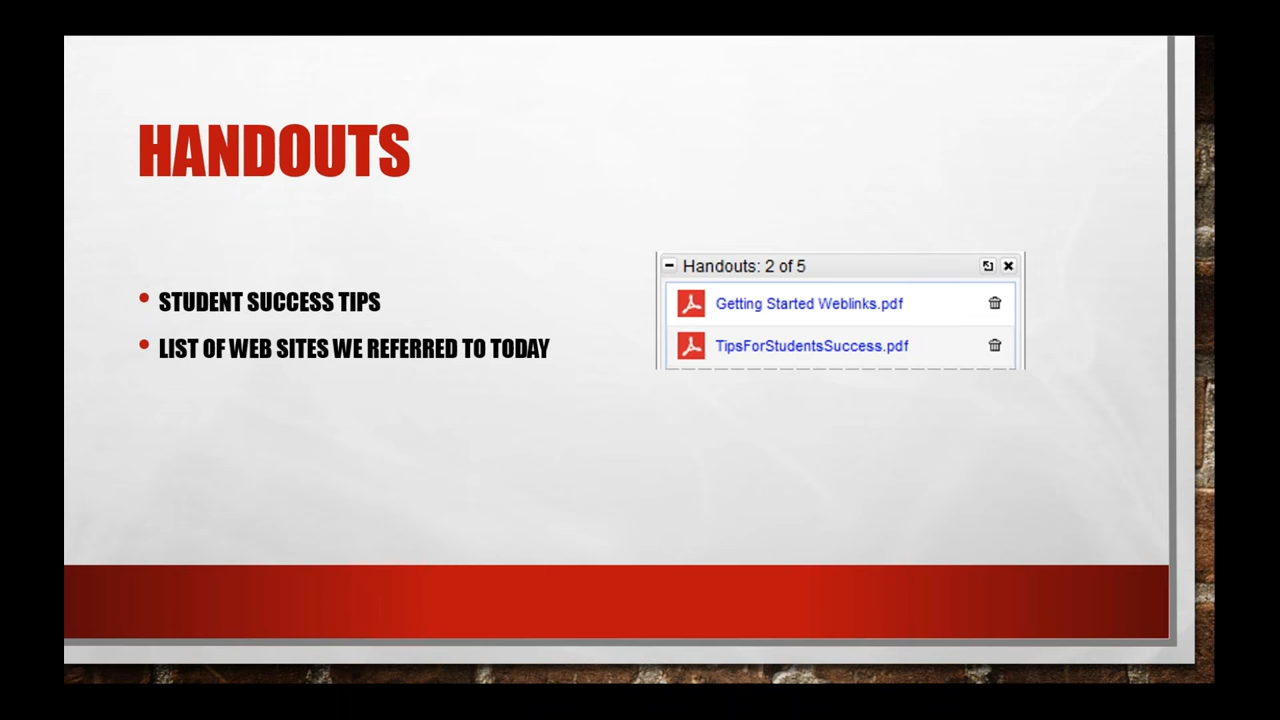 HANDOUTS
• STUDENT SUCCESS TIPS
• LIST OF WEB SITES WE REFERRED TO TODAY
Handouts: 2 of 5
Getting Started Weblinks.pdf
TipsForStudentsSuccess.pdf